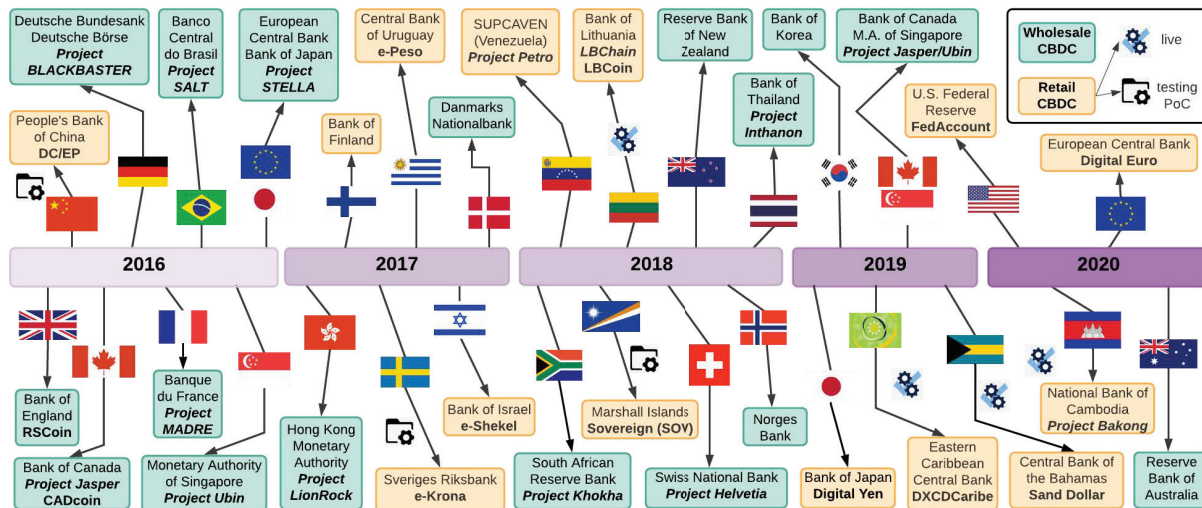 Deutsche Bundesank
Deutsche Börse
Project
BLACKBASTER
Banco
Central
do Brasil
Project
SALT
European
Central Bank
Bank of Japan
Project
STELLA
Central Bank
of Uruguay
e-Peso
SUPCAVEN
(Venezuela)
Project Petro
Bank of
Lithuania
LBChain
LBCoin
Reserve Bank
of New
Zealand
Bank of
Korea
Bank of Canada
M.A. of Singapore
Project Jasper/Ubin
Wholesale
CBDC
live
Retail
CBDC
testing
PoC
People's Bank
of China
DC/EP
Bank of
Finland
Danmarks
Nationalbank
Bank of
Thailand
Project
Inthanon
U.S. Federal
Reserve
FedAccount
European Central Bank
Digital Euro
2016
2017
2018
2019
2020
Bank of
England
RSCoin
Banque
du France
Project
MADRE
Bank of Canada
Project Jasper
CADcoin
Monetary Authority
of Singapore
Project Ubin
Hong Kong
Monetary
Authority
Project
LionRock
Sveriges Riksbank
e-Krona
Bank of Israel
e-Shekel
South African
Reserve Bank
Project Khokha
Marshall Islands
Sovereign (SOV)
Swiss National Bank
Project Helvetia
Norges
Bank
Bank of Japan
Digital Yen
Eastern
Caribbean
Central Bank
DXCDCaribe
Central Bank of
the Bahamas
Sand Dollar
National Bank of
Cambodia
Project Bakong
Reserve
Bank of
Australia